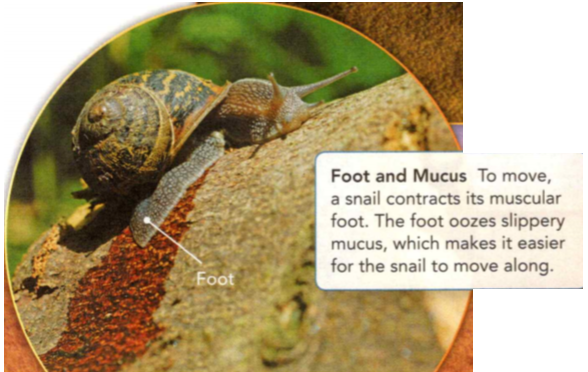 Foot and Mucus To move,
a snail contracts its muscular
foot. The foot oozes slippery
mucus, which makes it easier
for the snail to move along.
Foot